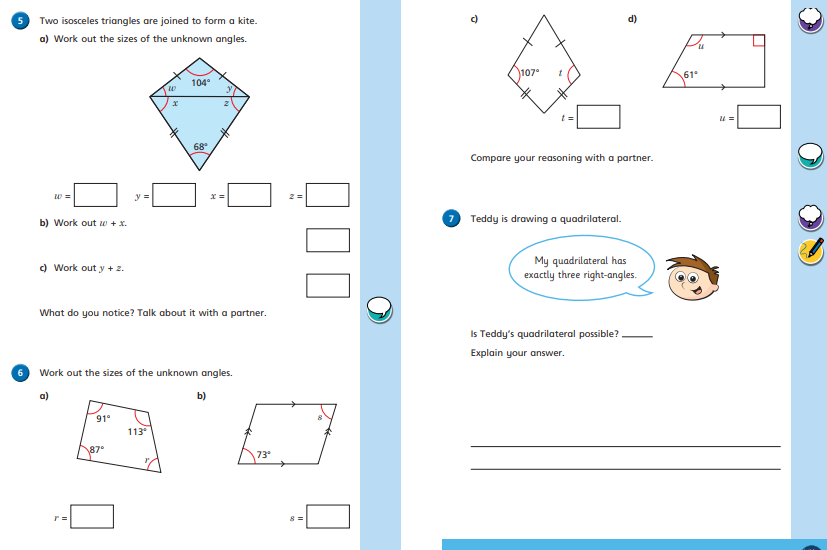 5 Two isosceles triangles are joined to form a kite.
a) Work out the sizes of the unknown angles.
104°
w y
x z
68°
w = y = x = z =
b) Work out w + x.
c) Work out y + z.
What do you notice? Talk about it with a partner.
6 Work out the sizes of the unknown angles.
a) b)
91°
113°
87°
r
s
73°
r = s =
c) d)
107° t
u
61°
t = u =
Compare your reasoning with a partner.
7 Teddy is drawing a quadrilateral.
My quadrilateral has
exactly three right-angles.
Is Teddy's quadrilateral possible?
Explain your answer.